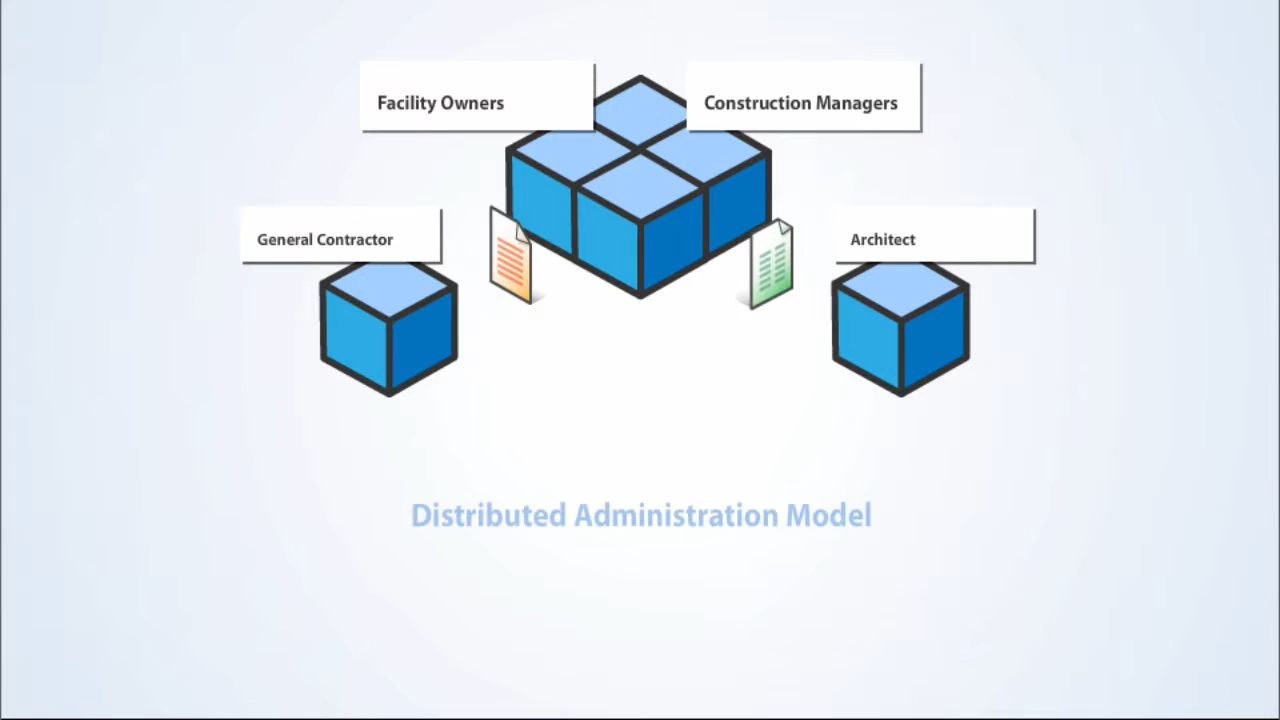 Facility Owners
Construction Managers
General Contractor
Architect
Distributed Administration Model